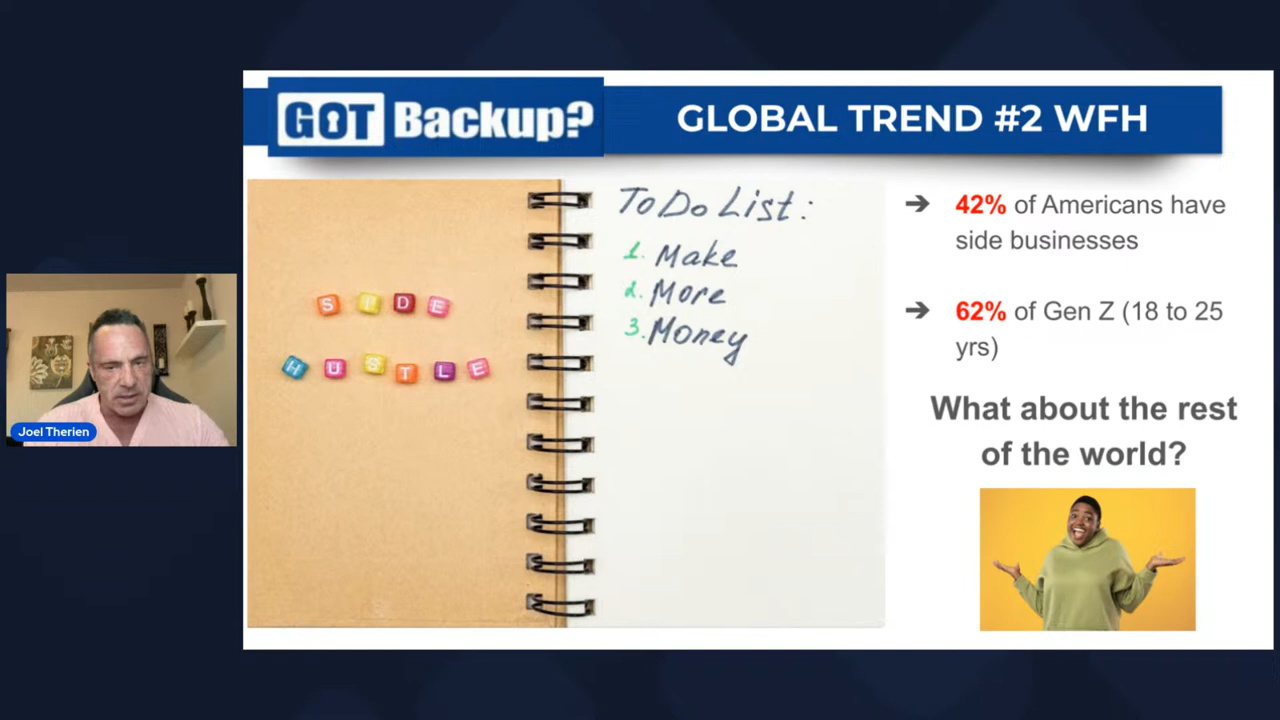 GOT Backup?
GLOBAL TREND #2 WFH
SIDE
HUSTLE
To Do List:
1. Make
2. More
3. Money
➔ 42% of Americans have
side businesses
➔ 62% of Gen Z (18 to 25
yrs)
What about the rest
of the world?
Joel Therien